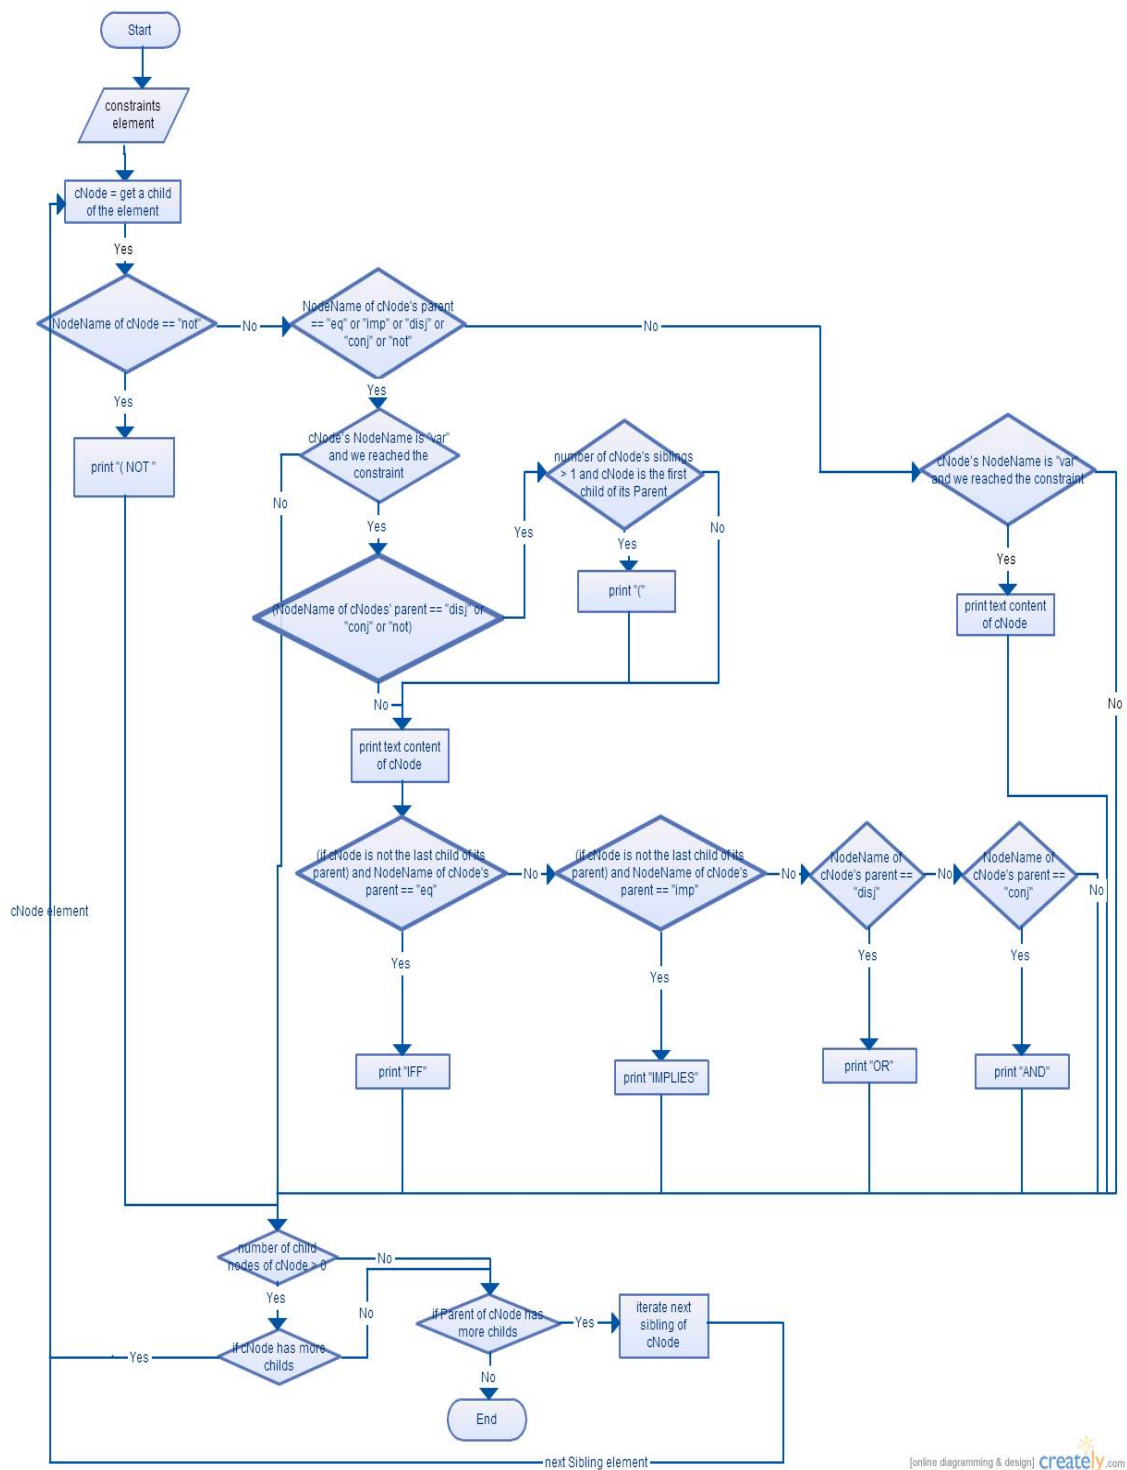 Start
constraints
element
cNode = get a child
of the element
Yes
NodeName of cNode == "not"
No
NodeName of cNode's parent
== "eq" or "imp" or "disj" or
"conj" or "not"
No
Yes
print "( NOT "
Yes
cNode's NodeName is "var"
and we reached the
constraint
No
Yes
number of cNode's siblings
> 1 and cNode is the first
child of its Parent
Yes
No
Yes
print "("
cNode's NodeName is "var"
and we reached the constraint
Yes
print text content
of cNode
No
(NodeName of cNodes' parent == "disj" or
"conj" or "not)
No
print text content
of cNode
(if cNode is not the last child of its
parent) and NodeName of cNode's
parent == "eq"
No
(if cNode is not the last child of its
parent) and NodeName of cNode's
parent == "imp"
No
NodeName of
cNode's parent ==
"disj"
No
NodeName of
cNode's parent ==
"conj"
No
cNode element
Yes
Yes
Yes
Yes
print "IFF"
print "IMPLIES"
print "OR"
print "AND"
number of child
nodes of cNode > 0
No
Yes
No
if cNode has more
childs
Yes
if Parent of cNode has
more childs
Yes
iterate next
sibling of
cNode
No
End
next Sibling element
[online diagramming & design] creately.com